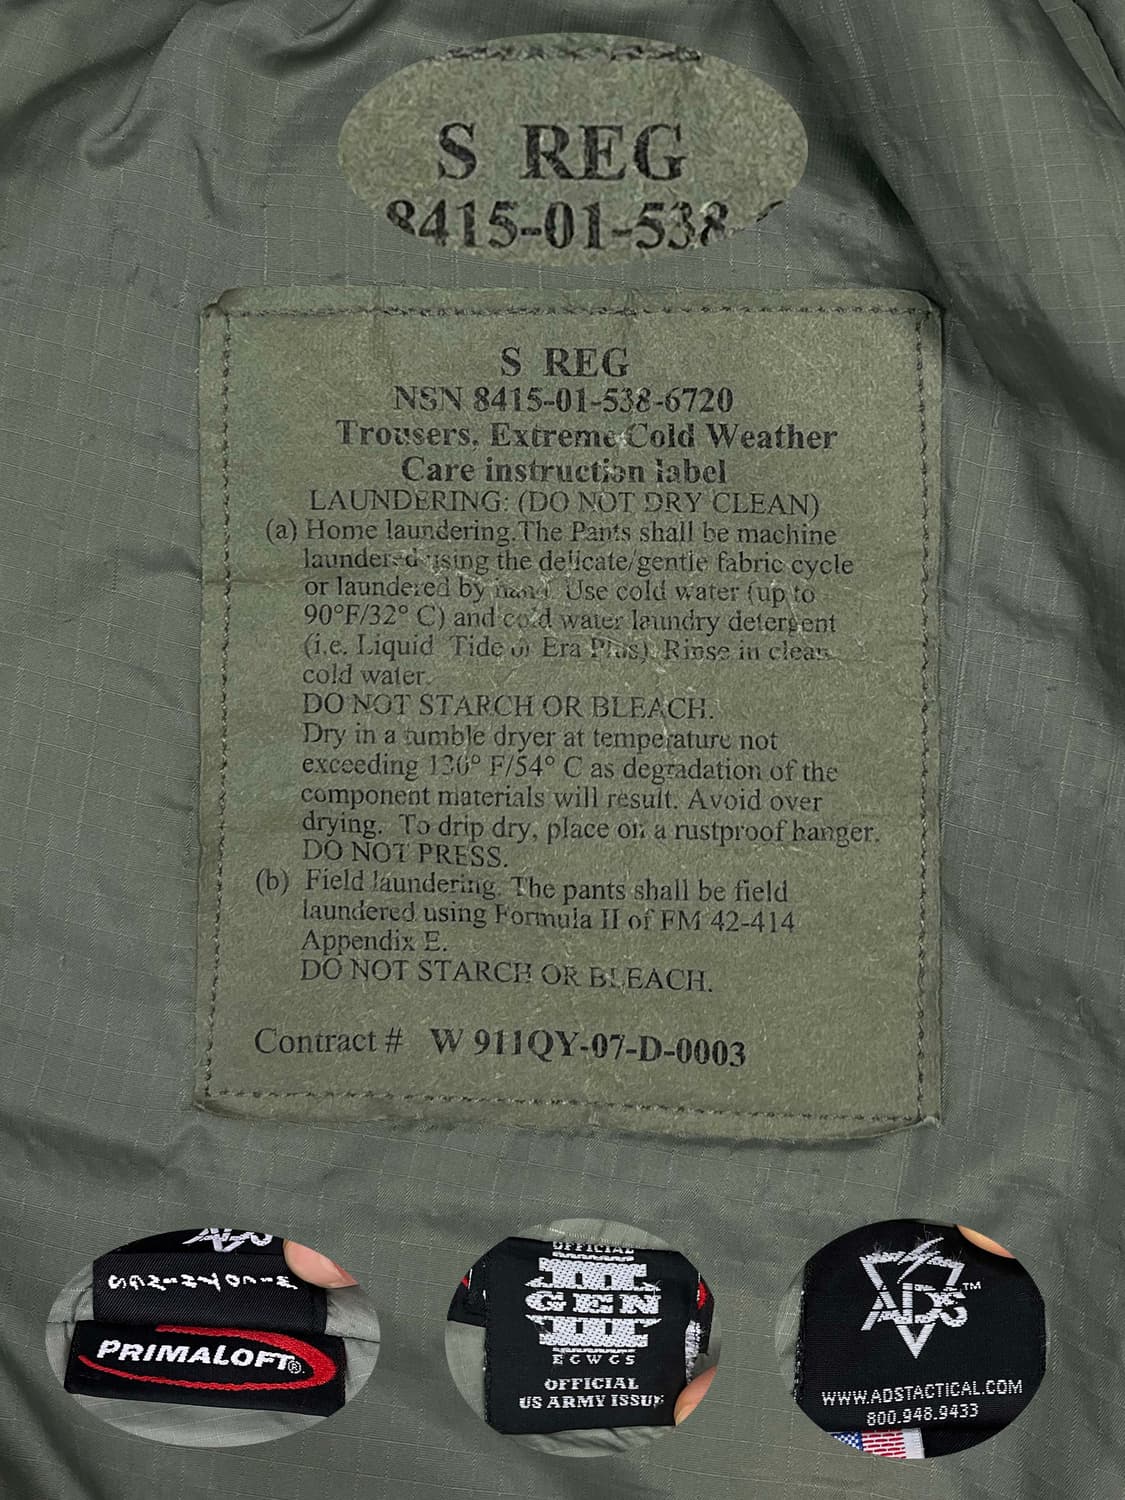 S REG
8415-01-538-
S REG
NSN 8415-01-538-6720
Trousers, Extreme Cold Weather
Care instruction label
LAUNDERING: (DO NOT DRY CLEAN)
(a) Home laundering. The Pants shall be machine
laundered using the delicate/gentle fabric cycle
or laundered by hand. Use cold water (up to
90°F/32° C) and cold water laundry detergent
(i.e. Liquid Tide or Era Plus). Rinse in clean
cold water.
DO NOT STARCH OR BLEACH.
Dry in a tumble dryer at temperature not
exceeding 130° F/54° C as degradation of the
component materials will result. Avoid over
drying. To drip dry, place on a rustproof hanger.
DO NOT PRESS.
(b) Field laundering. The pants shall be field
laundered using Formula II of FM 42-414
Appendix E.
DO NOT STARCH OR BLEACH.
Contract # W 911QY-07-D-0003
ADS
PRIMALOFT®
OFFICIAL
III
GEN
III
ECWCS
OFFICIAL
US ARMY ISSUE
ADS™
WWW.ADSTACTICAL.COM
800.948.9433